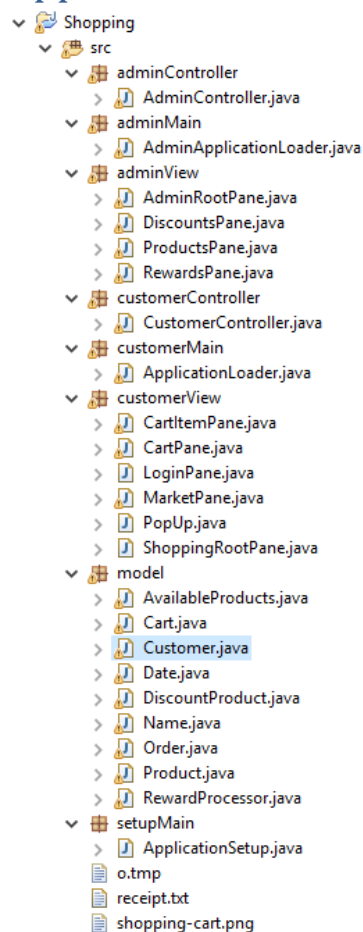 Shopping
src
adminController
AdminController.java
adminMain
AdminApplicationLoader.java
adminView
AdminRootPane.java
DiscountsPane.java
ProductsPane.java
RewardsPane.java
customerController
CustomerController.java
customerMain
ApplicationLoader.java
customerView
CartItemPane.java
CartPane.java
LoginPane.java
MarketPane.java
PopUp.java
ShoppingRootPane.java
model
AvailableProducts.java
Cart.java
Customer.java
Date.java
DiscountProduct.java
Name.java
Order.java
Product.java
RewardProcessor.java
setupMain
ApplicationSetup.java
o.tmp
receipt.txt
shopping-cart.png